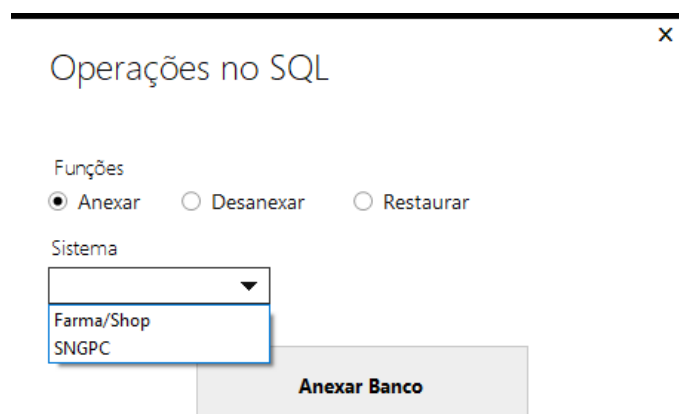 x
Operações no SQL
Funções
Anexar Desanexar Restaurar
Sistema
Farma/Shop
SNGPC
Anexar Banco